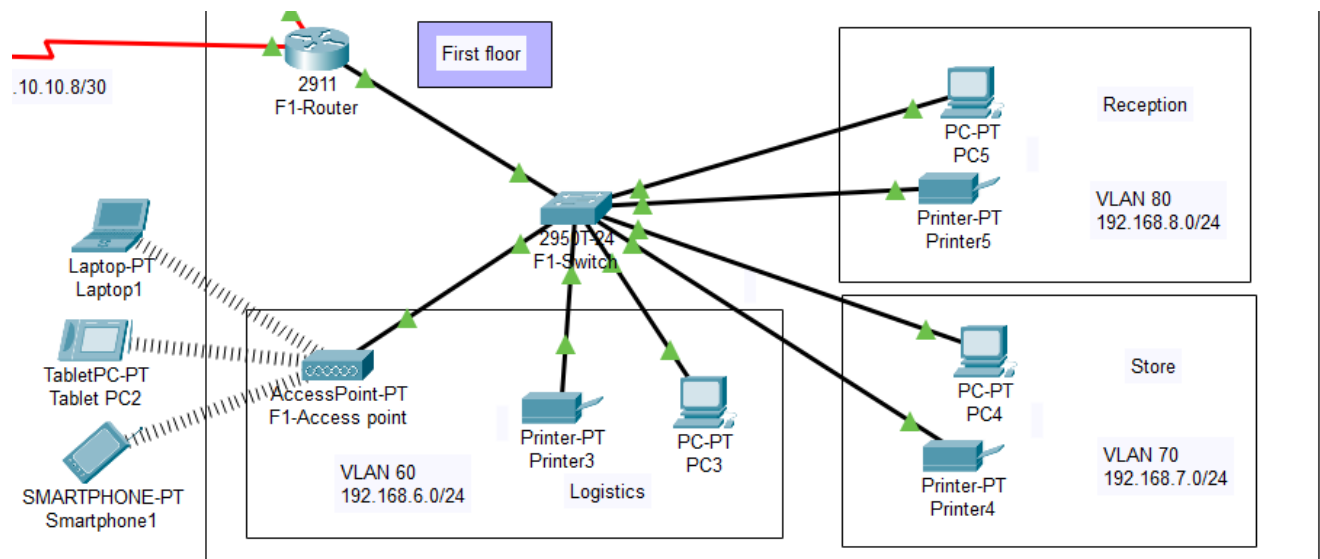 First floor
2911
F1-Router
.10.10.8/30
PC-PT
PC5
Reception
Printer-PT
Printer5
VLAN 80
192.168.8.0/24
2950T-24
F1-Switch
Laptop-PT
Laptop1
TabletPC-PT
Tablet PC2
SMARTPHONE-PT
Smartphone1
AccessPoint-PT
F1-Access point
Printer-PT
Printer3
PC-PT
PC3
VLAN 60
192.168.6.0/24
Logistics
PC-PT
PC4
Store
Printer-PT
Printer4
VLAN 70
192.168.7.0/24